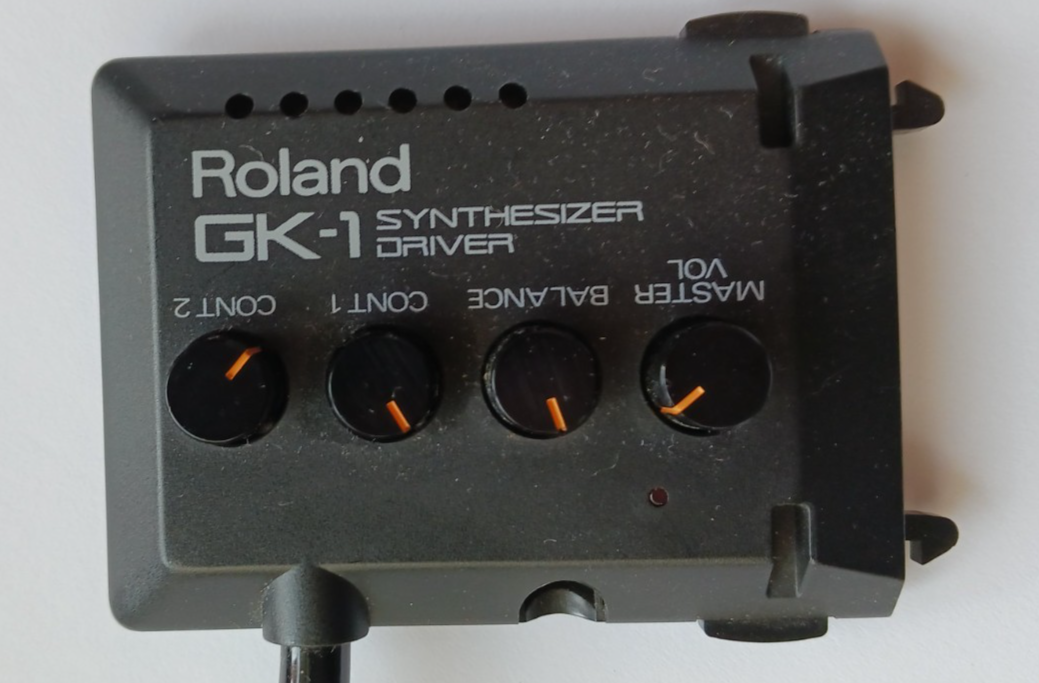 Roland
GK-1 SYNTHESIZER
DRIVER
MASTER
VOL
BALANCE
CONT 1
CONT 2